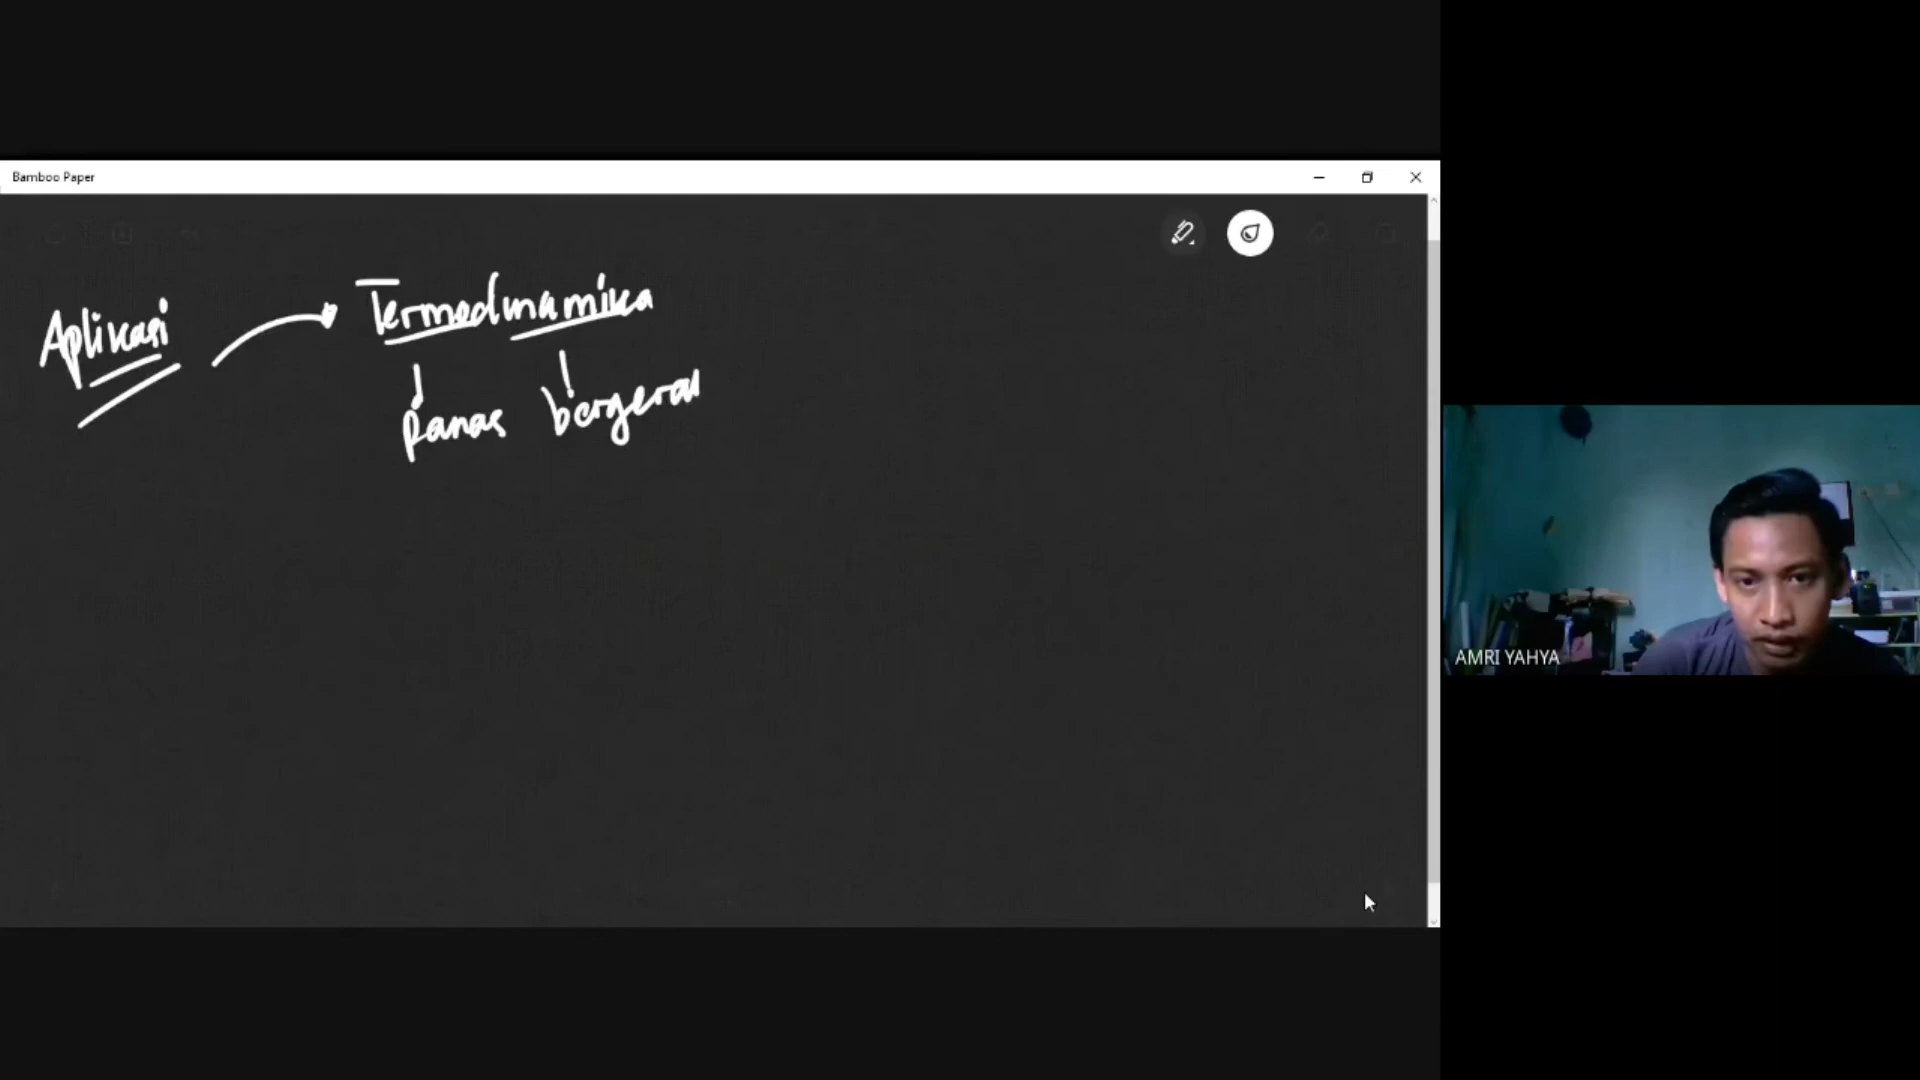 Bamboo Paper
Aplikasi
Termodinamika
panas bergerak
AMRI YAHYA